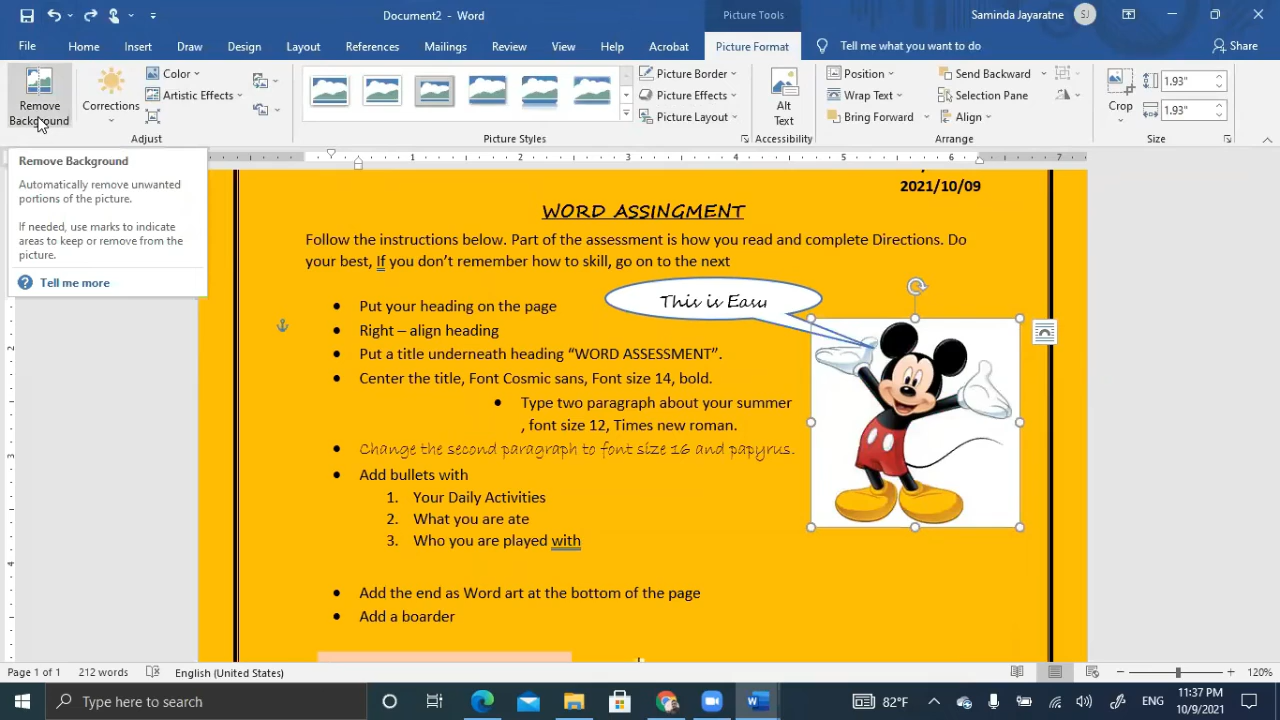 Document2 - Word
Picture Tools
Saminda Jayaratne
SJ
File
Home
Insert
Draw
Design
Layout
References
Mailings
Review
View
Help
Acrobat
Picture Format
Tell me what you want to do
Share
Remove
Background
Corrections
Color
Artistic Effects
Adjust
Picture Styles
Picture Border
Picture Effects
Picture Layout
Alt
Text
Accessibility
Position
Wrap Text
Bring Forward
Send Backward
Selection Pane
Align
Arrange
Crop
1.93"
1.93"
Size
Remove Background
Automatically remove unwanted
portions of the picture.
If needed, use marks to indicate
areas to keep or remove from the
picture.
Tell me more
1 2 3 4 5 6 7
2021/10/09
WORD ASSINGMENT
Follow the instructions below. Part of the assessment is how you read and complete Directions. Do
your best, If you don't remember how to skill, go on to the next
This is Easy
• Put your heading on the page
• Right – align heading
• Put a title underneath heading “WORD ASSESSMENT”.
• Center the title, Font Cosmic sans, Font size 14, bold.
• Type two paragraph about your summer
, font size 12, Times new roman.
• Change the second paragraph to font size 16 and papyrus.
• Add bullets with
1. Your Daily Activities
2. What you are ate
3. Who you are played with
• Add the end as Word art at the bottom of the page
• Add a boarder
2
3
4
Page 1 of 1
212 words
English (United States)
120%
Type here to search
82°F
ENG
11:37 PM
10/9/2021